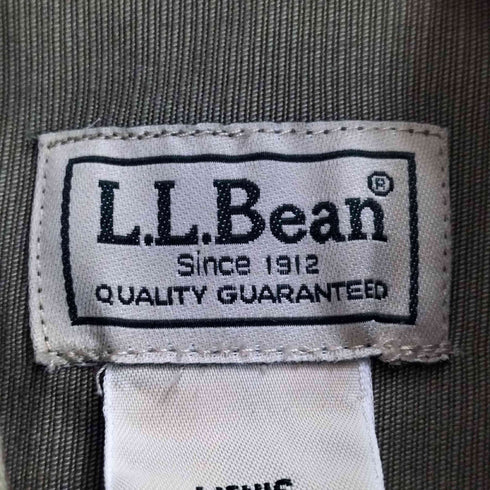 L.L.Bean®
Since 1912
QUALITY GUARANTEED